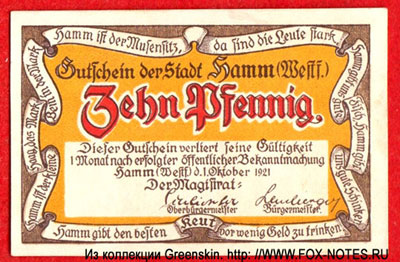 Hamm ist der Musensitz,
da sind die Leute stark
Gutschein der Stadt Hamm (Westf.)
Zehn Pfennig
Dieser Gutschein verliert seine Gültigkeit
1 Monat nach erfolgter öffentlicher Bekanntmachung
Hamm (Westf) d. 1. Oktober 1921
Der Magistrat:
Oberbürgermeister Bürgermeister
Hamm gibt den besten
Keut
vor wenig Geld zu trinken
Из коллекции Greenskin. http://www.FOX-NOTES.RU